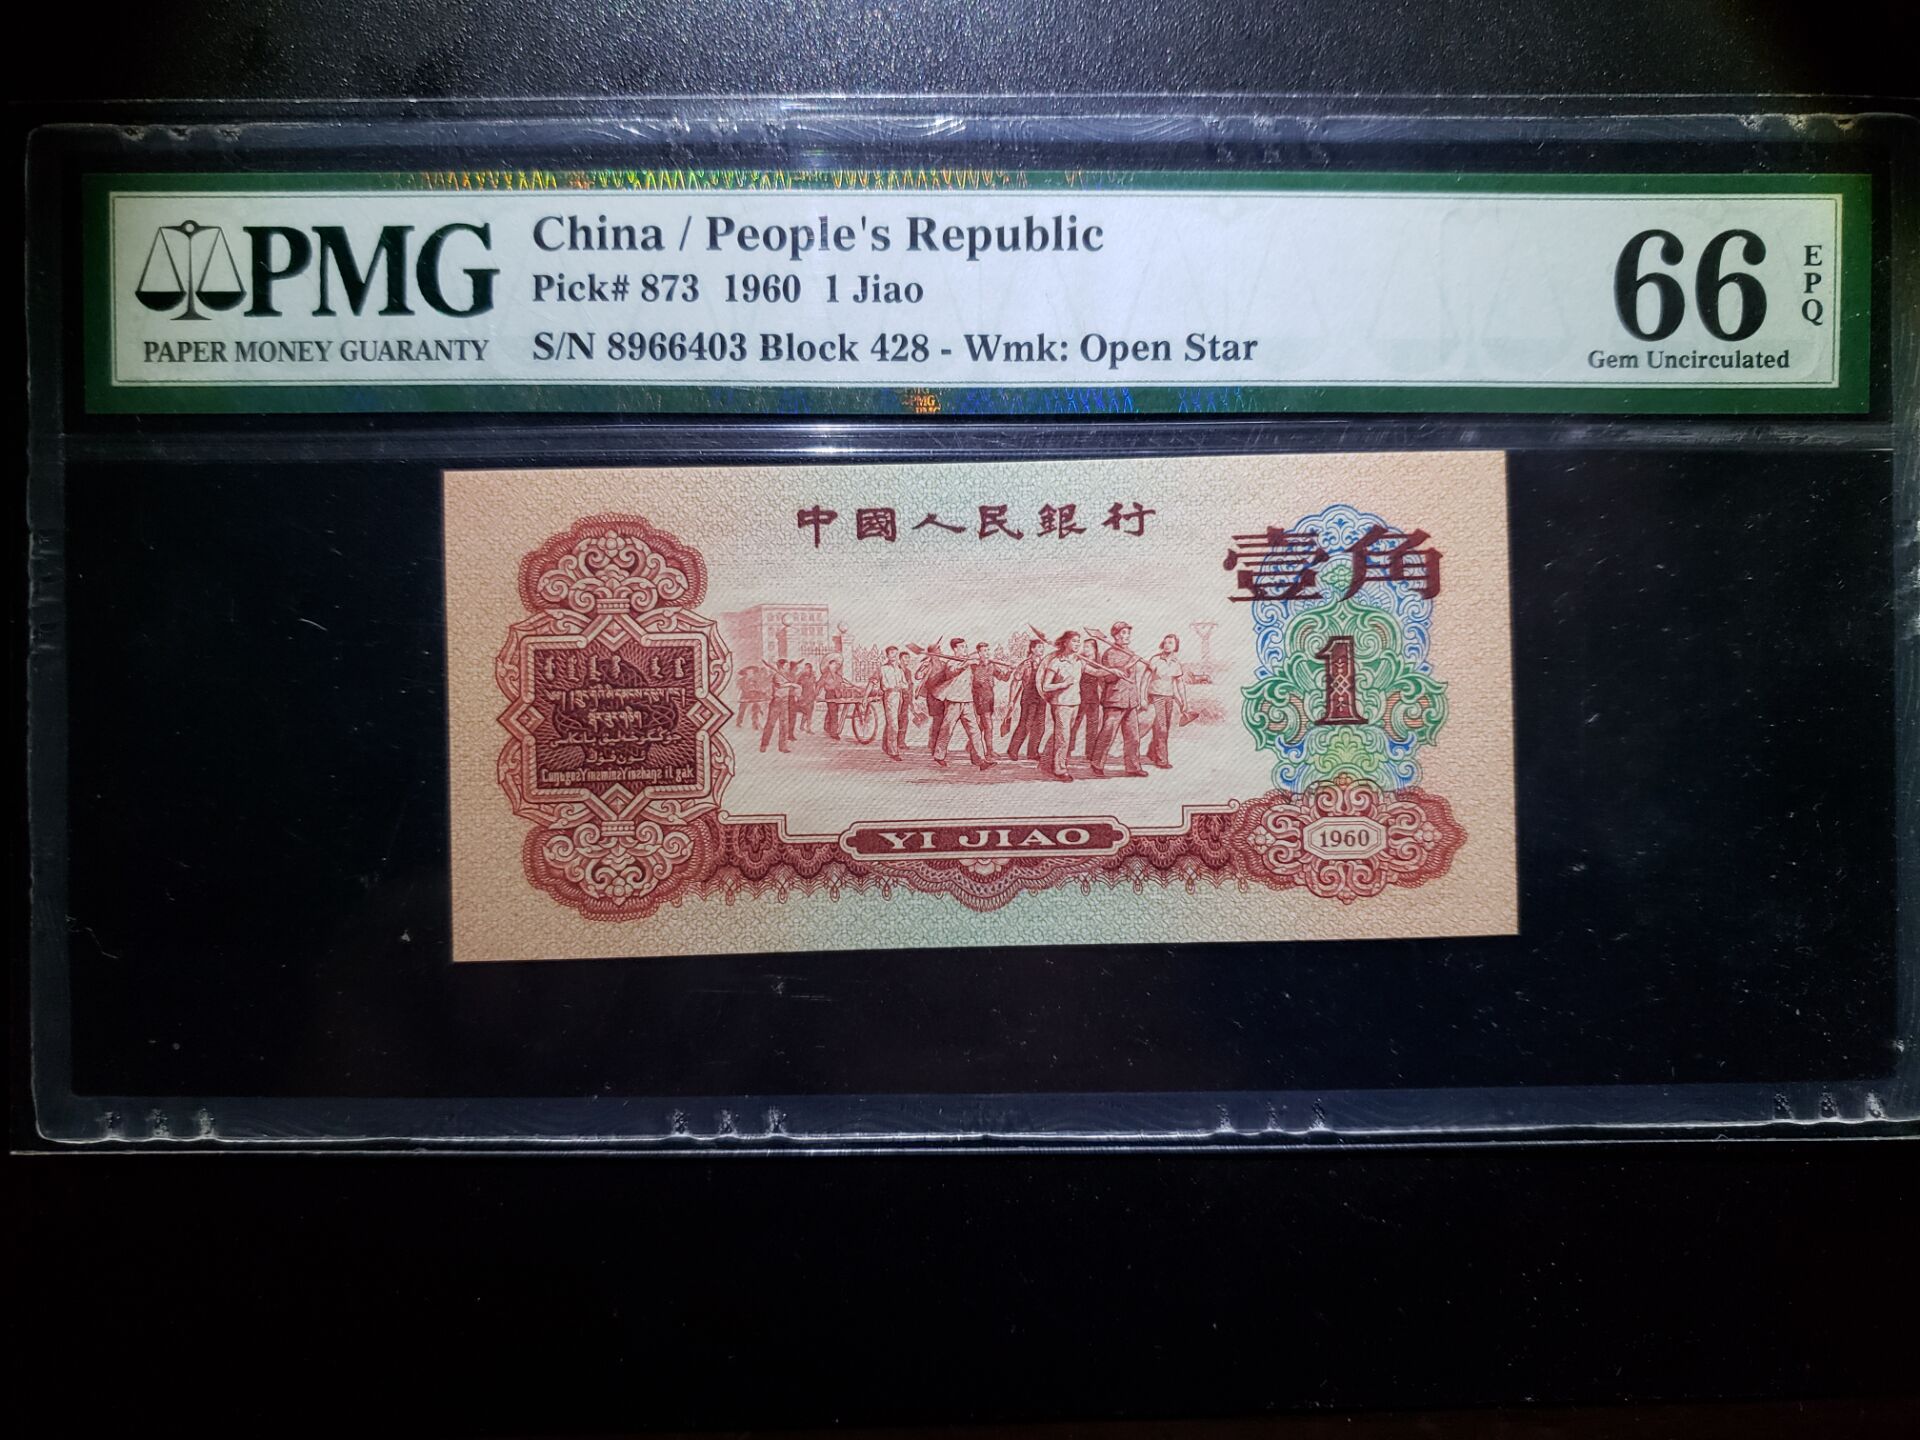 PMG
PAPER MONEY GUARANTY
China / People's Republic
Pick# 873 1960 1 Jiao
S/N 8966403 Block 428 - Wmk: Open Star
66
EPQ
Gem Uncirculated
中國人民銀行
壹角
1
YI JIAO
1960
PMG